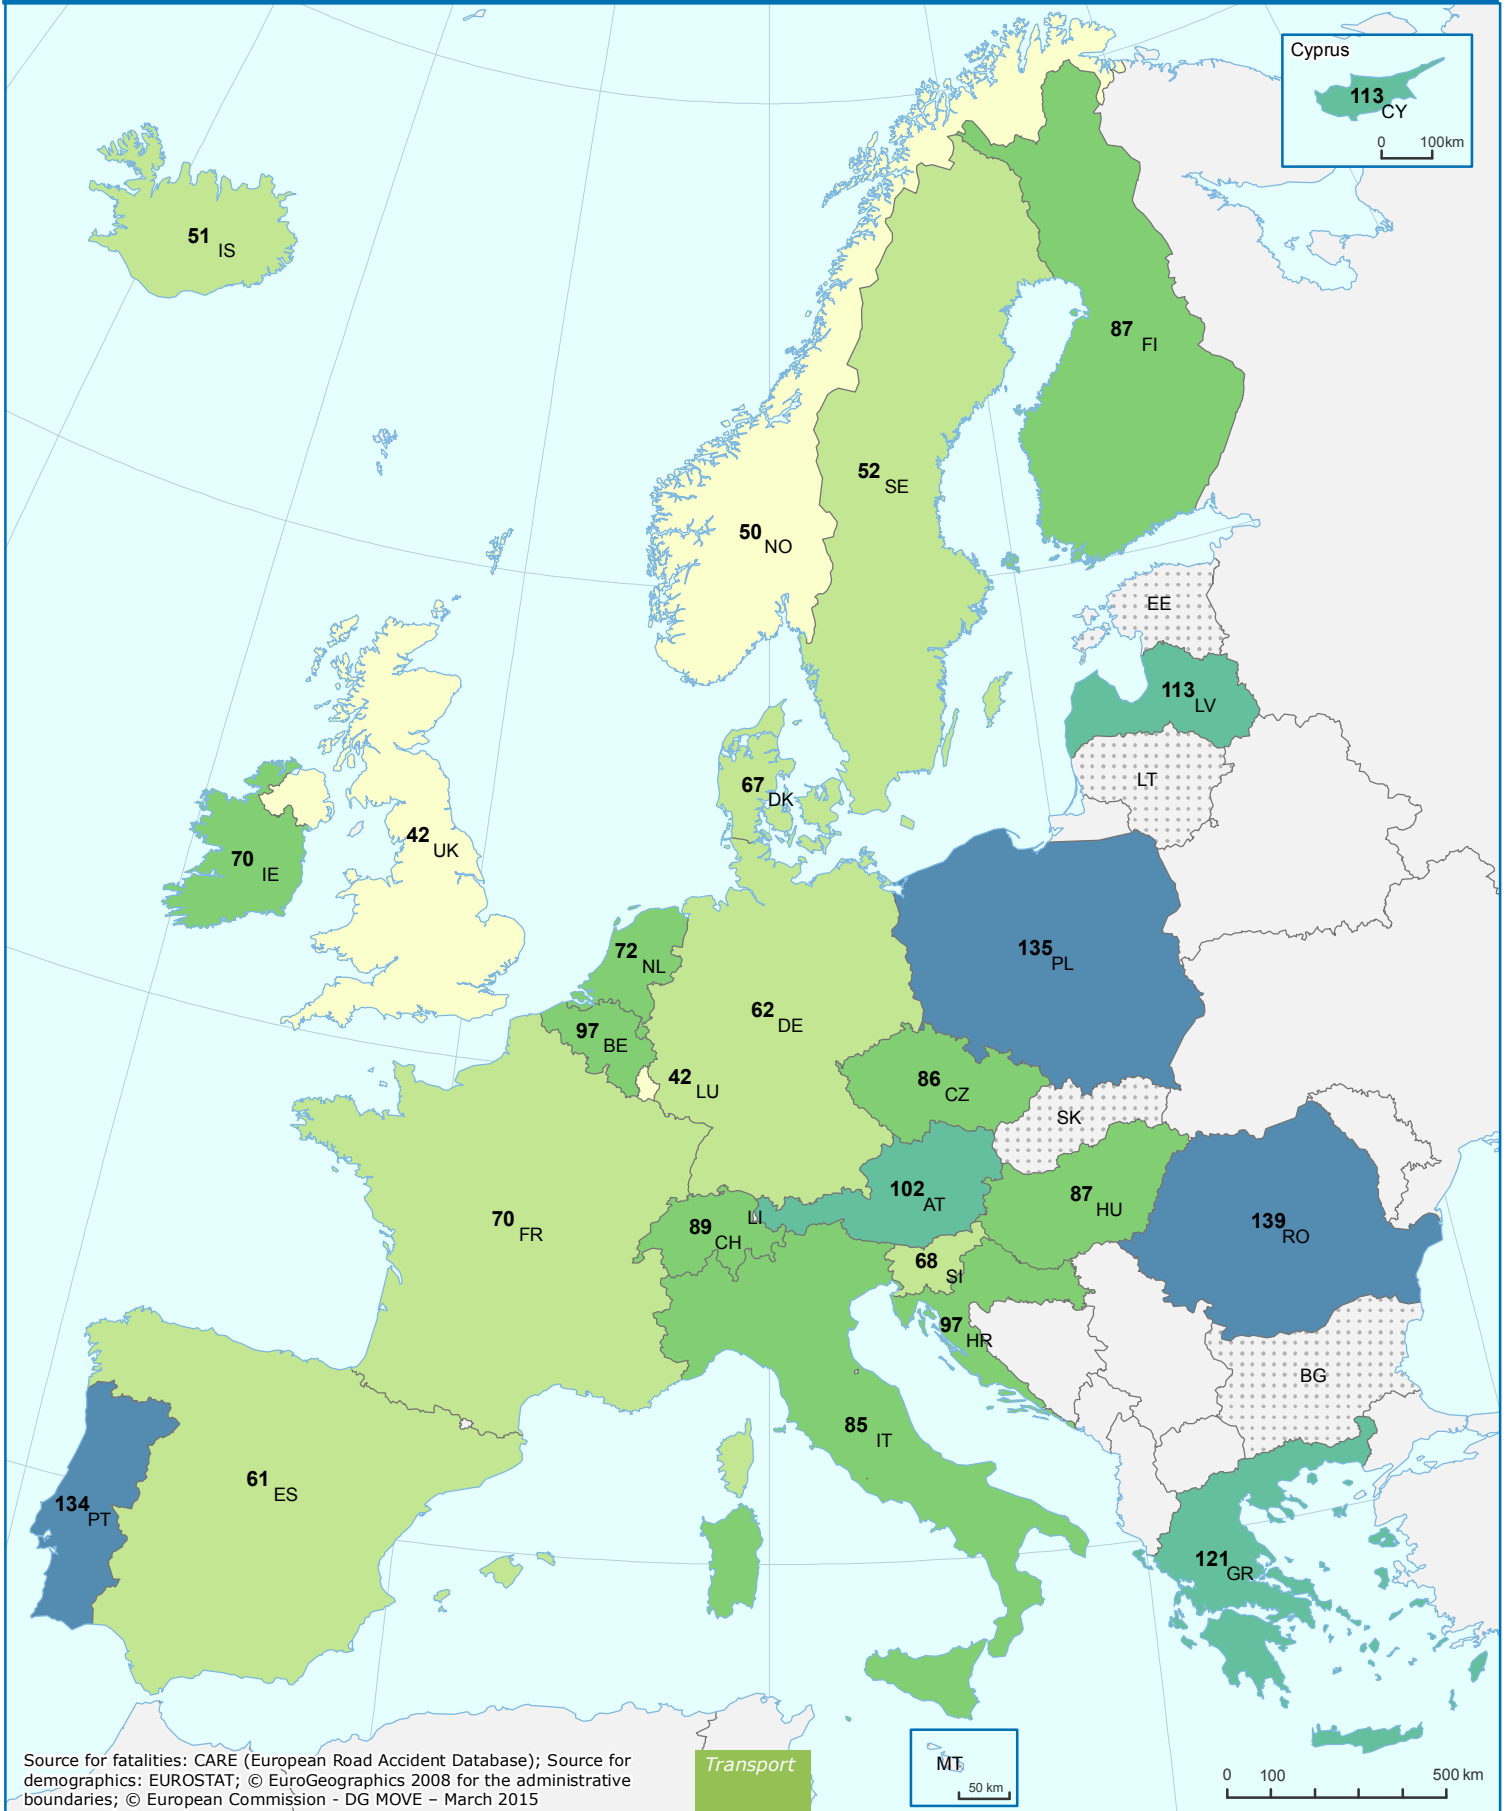 Cyprus
113
CY
0 100km
51
IS
87
FI
52
SE
50
NO
EE
113
LV
LT
67
DK
42
UK
70
IE
135
PL
72
NL
62
DE
97
BE
42
LU
86
CZ
SK
102
AT
87
HU
139
RO
70
FR
89
CH
LI
68
SI
97
HR
BG
85
IT
61
ES
134
PT
121
GR
MT
50 km
0 100 500 km
Transport
Source for fatalities: CARE (European Road Accident Database); Source for
demographics: EUROSTAT; © EuroGeographics 2008 for the administrative
boundaries; © European Commission - DG MOVE – March 2015